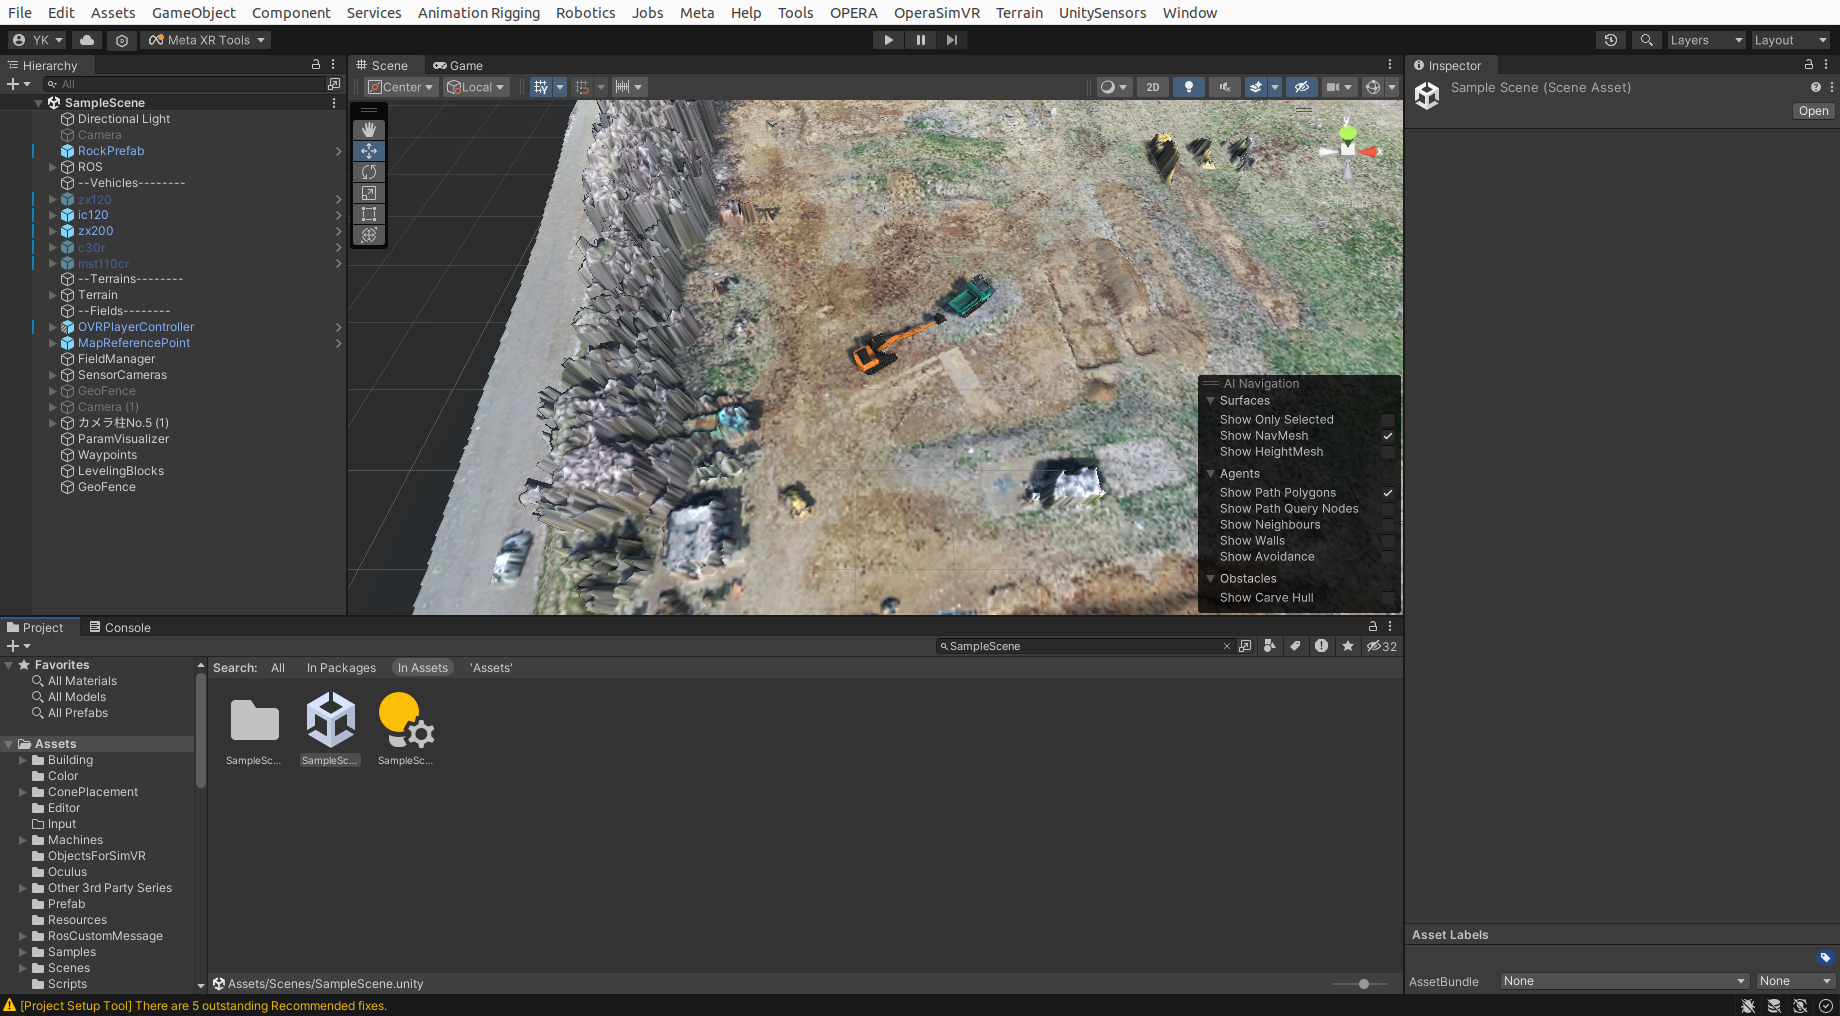 File Edit Assets GameObject Component Services Animation Rigging Robotics Jobs Meta Help Tools OPERA OperaSimVR Terrain UnitySensors Window
YK Meta XR Tools Layers Layout
Hierarchy
All
SampleScene
Directional Light
Camera
RockPrefab
ROS
--Vehicles--------
zx120
ic120
zx200
c30r
mst110cr
--Terrains--------
Terrain
--Fields--------
OVRPlayerController
MapReferencePoint
FieldManager
SensorCameras
GeoFence
Camera (1)
カメラ柱No.5 (1)
ParamVisualizer
Waypoints
LevelingBlocks
GeoFence
Scene Game
Center Local 2D
y
x
Persp
AI Navigation
Surfaces
Show Only Selected
Show NavMesh
Show HeightMesh
Agents
Show Path Polygons
Show Path Query Nodes
Show Neighbours
Show Walls
Show Avoidance
Obstacles
Show Carve Hull
Inspector
Sample Scene (Scene Asset)
Open
Project Console
SampleScene 32
Favorites
All Materials
All Models
All Prefabs
Assets
Building
Color
ConePlacement
Editor
Input
Machines
ObjectsForSimVR
Oculus
Other 3rd Party Series
Prefab
Resources
RosCustomMessage
Samples
Scenes
Scripts
Search: All In Packages In Assets 'Assets'
SampleSc... SampleSc... SampleSc...
Assets/Scenes/SampleScene.unity
Asset Labels
AssetBundle None None
[Project Setup Tool] There are 5 outstanding Recommended fixes.